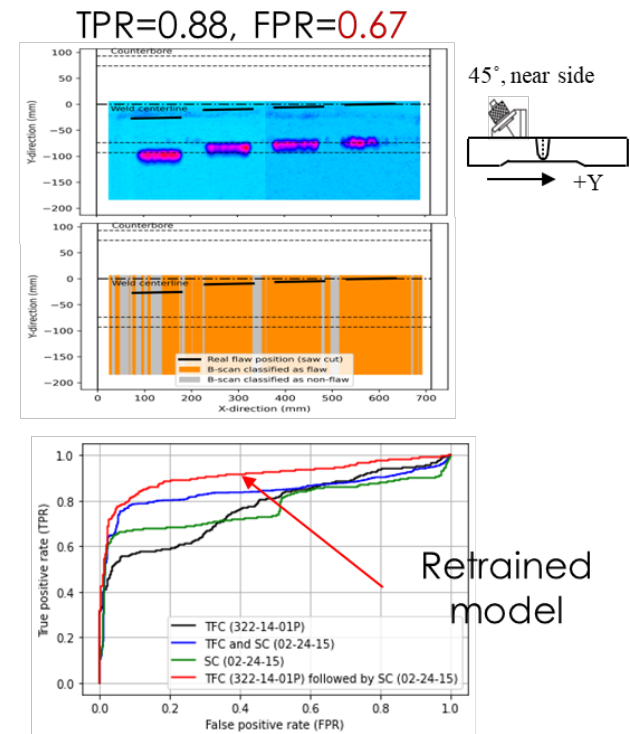 TPR=0.88, FPR=0.67
45°, near side
+Y
Y-direction (mm)
100
50
0
−50
−100
−150
−200
Counterbore
Weld centerline
Y-direction (mm)
100
50
0
−50
−100
−150
−200
Counterbore
Weld centerline
Real flaw position (saw cut)
B-scan classified as flaw
B-scan classified as non-flaw
0 100 200 300 400 500 600 700
X-direction (mm)
True positive rate (TPR)
1.0
0.8
0.6
0.4
0.2
0.0
Retrained
model
TFC (322-14-01P)
TFC and SC (02-24-15)
SC (02-24-15)
TFC (322-14-01P) followed by SC (02-24-15)
0.0 0.2 0.4 0.6 0.8 1.0
False positive rate (FPR)